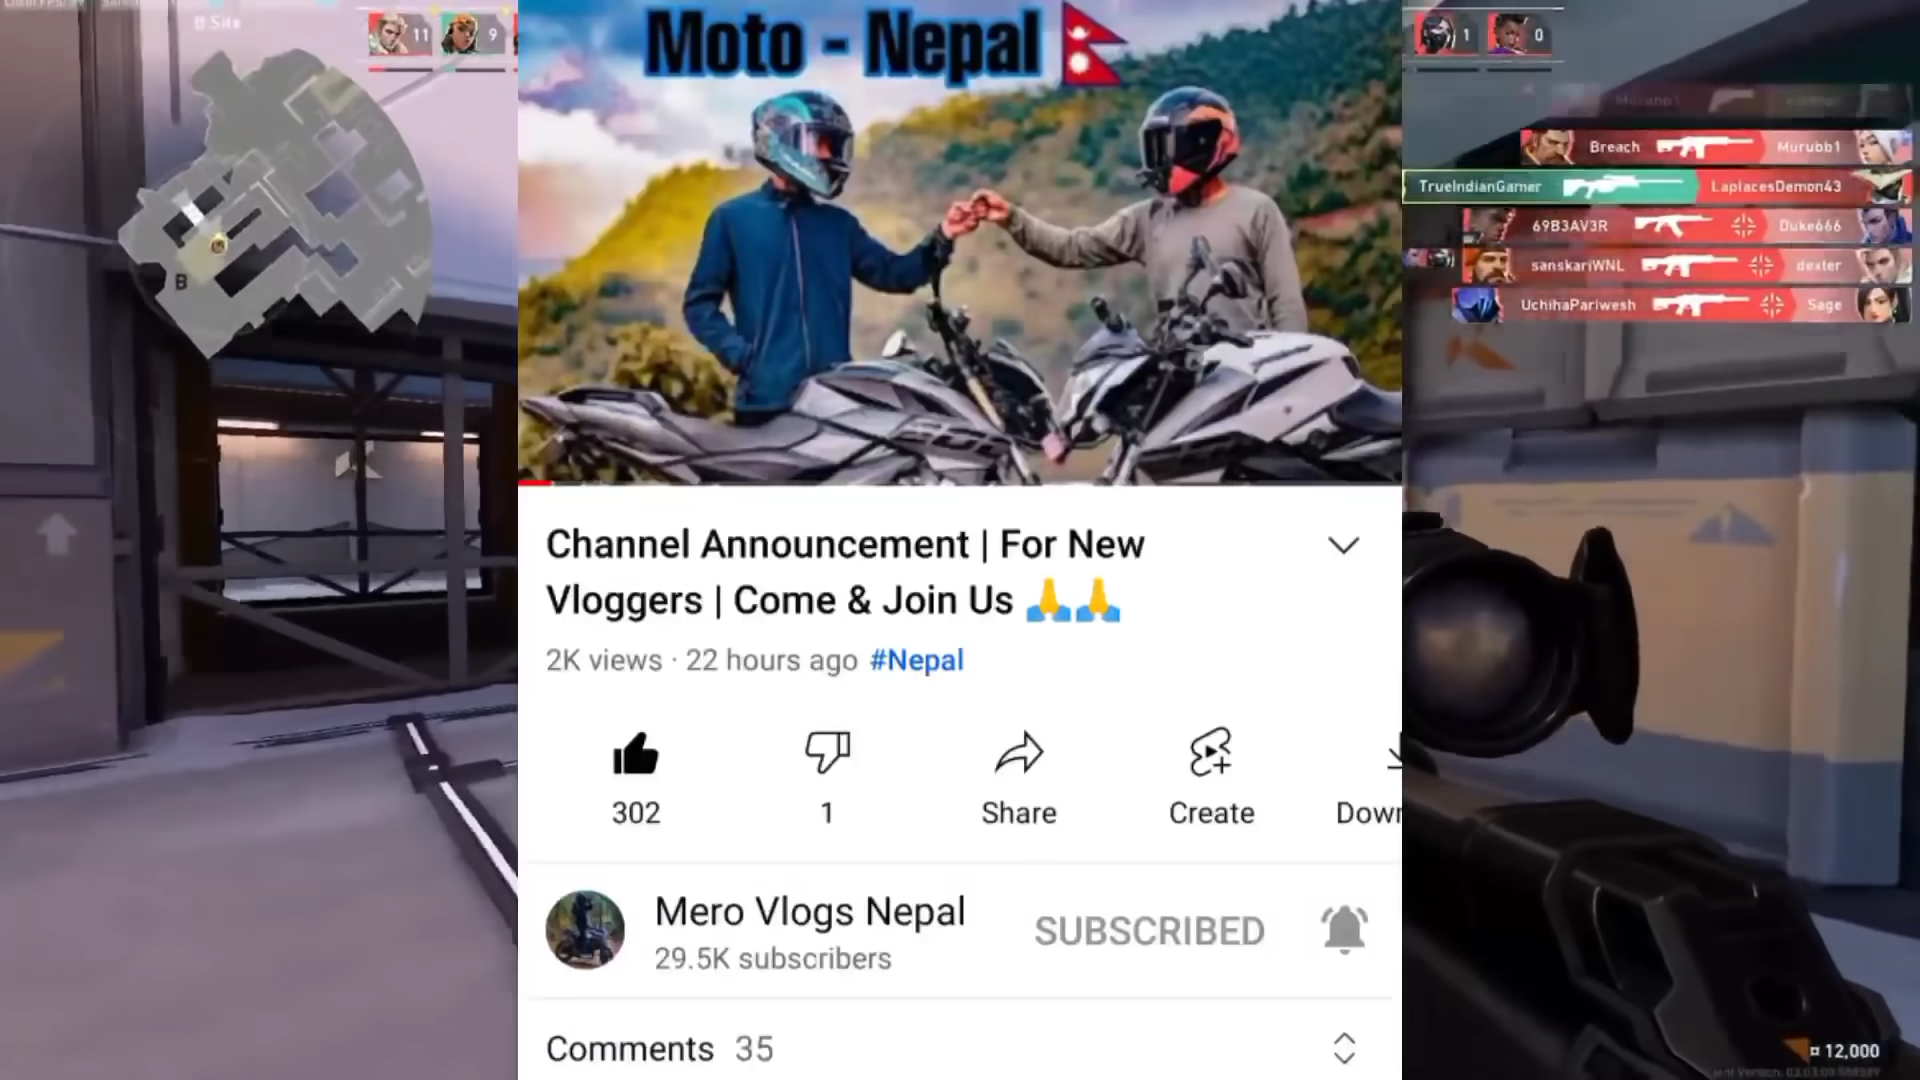 B Site
11
9
1
0
Moto - Nepal
Breach Murubb1
TrueIndianGamer LaplacesDemon43
69B3AV3R Duke666
sanskariWNL dexter
UchihaPariwesh Sage
B
Channel Announcement | For New
Vloggers | Come & Join Us 🙏🙏
2K views · 22 hours ago #Nepal
302
1
Share
Create
Down
Mero Vlogs Nepal
29.5K subscribers
SUBSCRIBED
Comments 35
¤ 12,000